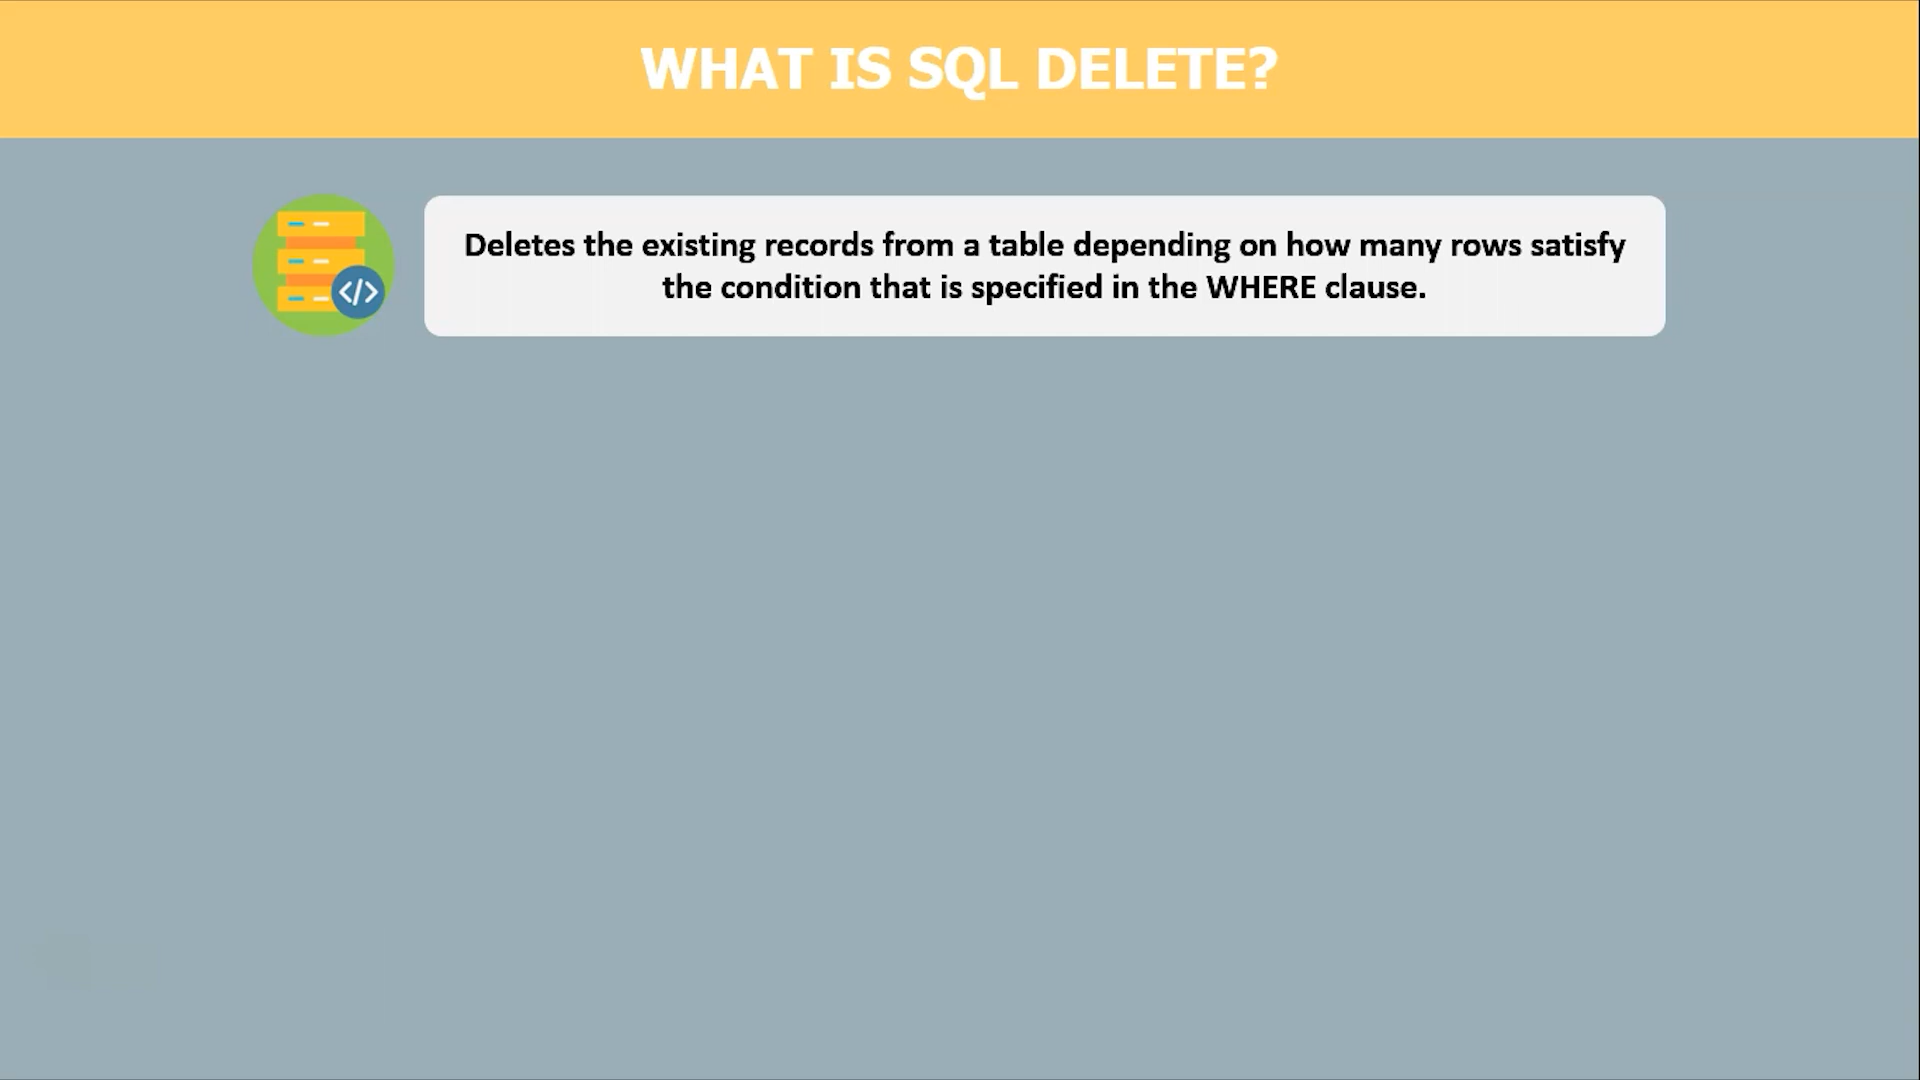 WHAT IS SQL DELETE?
Deletes the existing records from a table depending on how many rows satisfy
the condition that is specified in the WHERE clause.
</>